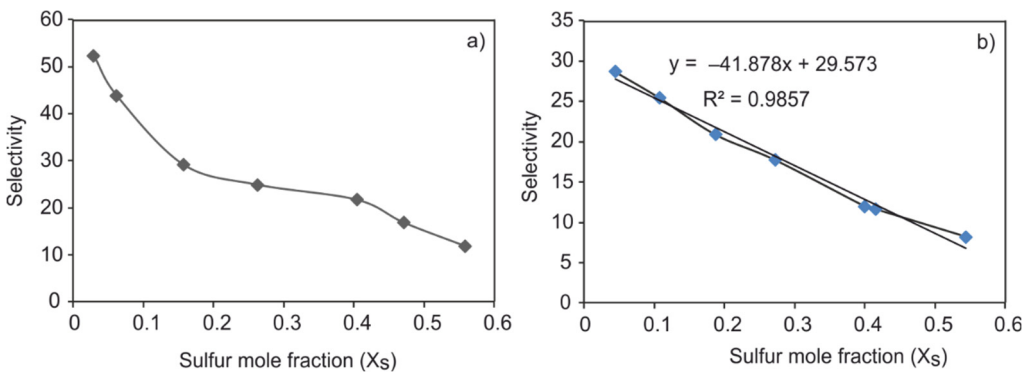 a)
Selectivity
60
50
40
30
20
10
0
0 0.1 0.2 0.3 0.4 0.5 0.6
Sulfur mole fraction (Xs)
b)
y = –41.878x + 29.573
R² = 0.9857
Selectivity
35
30
25
20
15
10
5
0
0 0.1 0.2 0.3 0.4 0.5 0.6
Sulfur mole fraction (Xs)